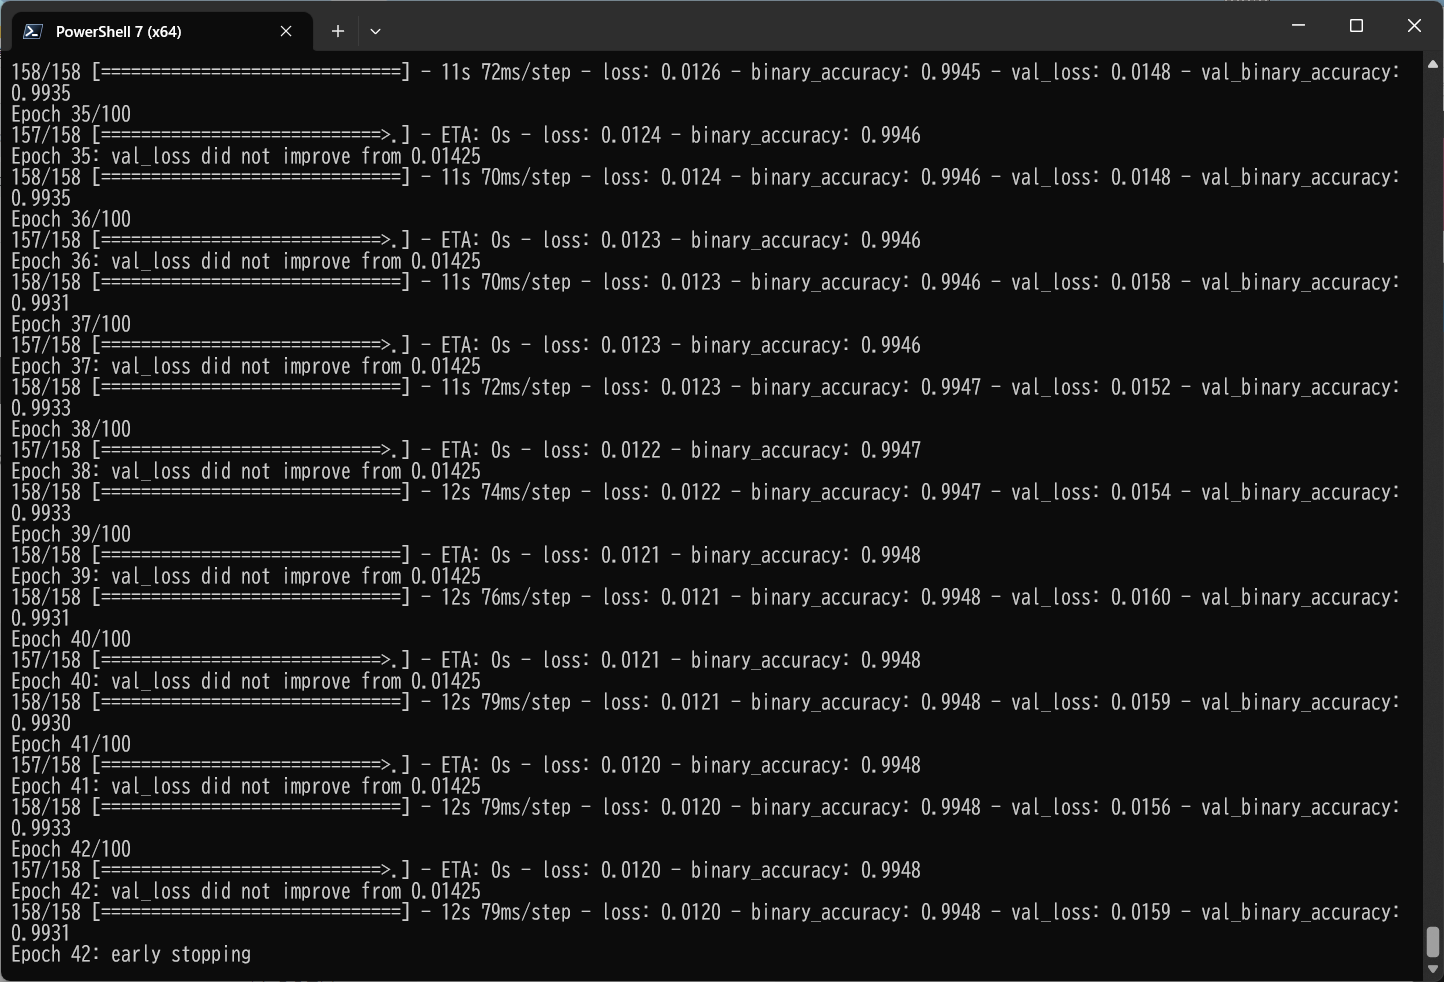 PowerShell 7 (x64)
158/158 [==============================] - 11s 72ms/step - loss: 0.0126 - binary_accuracy: 0.9945 - val_loss: 0.0148 - val_binary_accuracy:
0.9935
Epoch 35/100
157/158 [============================>.] - ETA: 0s - loss: 0.0124 - binary_accuracy: 0.9946
Epoch 35: val_loss did not improve from 0.01425
158/158 [==============================] - 11s 70ms/step - loss: 0.0124 - binary_accuracy: 0.9946 - val_loss: 0.0148 - val_binary_accuracy:
0.9935
Epoch 36/100
157/158 [============================>.] - ETA: 0s - loss: 0.0123 - binary_accuracy: 0.9946
Epoch 36: val_loss did not improve from 0.01425
158/158 [==============================] - 11s 70ms/step - loss: 0.0123 - binary_accuracy: 0.9946 - val_loss: 0.0158 - val_binary_accuracy:
0.9931
Epoch 37/100
157/158 [============================>.] - ETA: 0s - loss: 0.0123 - binary_accuracy: 0.9946
Epoch 37: val_loss did not improve from 0.01425
158/158 [==============================] - 11s 72ms/step - loss: 0.0123 - binary_accuracy: 0.9947 - val_loss: 0.0152 - val_binary_accuracy:
0.9933
Epoch 38/100
157/158 [============================>.] - ETA: 0s - loss: 0.0122 - binary_accuracy: 0.9947
Epoch 38: val_loss did not improve from 0.01425
158/158 [==============================] - 12s 74ms/step - loss: 0.0122 - binary_accuracy: 0.9947 - val_loss: 0.0154 - val_binary_accuracy:
0.9933
Epoch 39/100
158/158 [==============================] - ETA: 0s - loss: 0.0121 - binary_accuracy: 0.9948
Epoch 39: val_loss did not improve from 0.01425
158/158 [==============================] - 12s 76ms/step - loss: 0.0121 - binary_accuracy: 0.9948 - val_loss: 0.0160 - val_binary_accuracy:
0.9931
Epoch 40/100
157/158 [============================>.] - ETA: 0s - loss: 0.0121 - binary_accuracy: 0.9948
Epoch 40: val_loss did not improve from 0.01425
158/158 [==============================] - 12s 79ms/step - loss: 0.0121 - binary_accuracy: 0.9948 - val_loss: 0.0159 - val_binary_accuracy:
0.9930
Epoch 41/100
157/158 [============================>.] - ETA: 0s - loss: 0.0120 - binary_accuracy: 0.9948
Epoch 41: val_loss did not improve from 0.01425
158/158 [==============================] - 12s 79ms/step - loss: 0.0120 - binary_accuracy: 0.9948 - val_loss: 0.0156 - val_binary_accuracy:
0.9933
Epoch 42/100
157/158 [============================>.] - ETA: 0s - loss: 0.0120 - binary_accuracy: 0.9948
Epoch 42: val_loss did not improve from 0.01425
158/158 [==============================] - 12s 79ms/step - loss: 0.0120 - binary_accuracy: 0.9948 - val_loss: 0.0159 - val_binary_accuracy:
0.9931
Epoch 42: early stopping